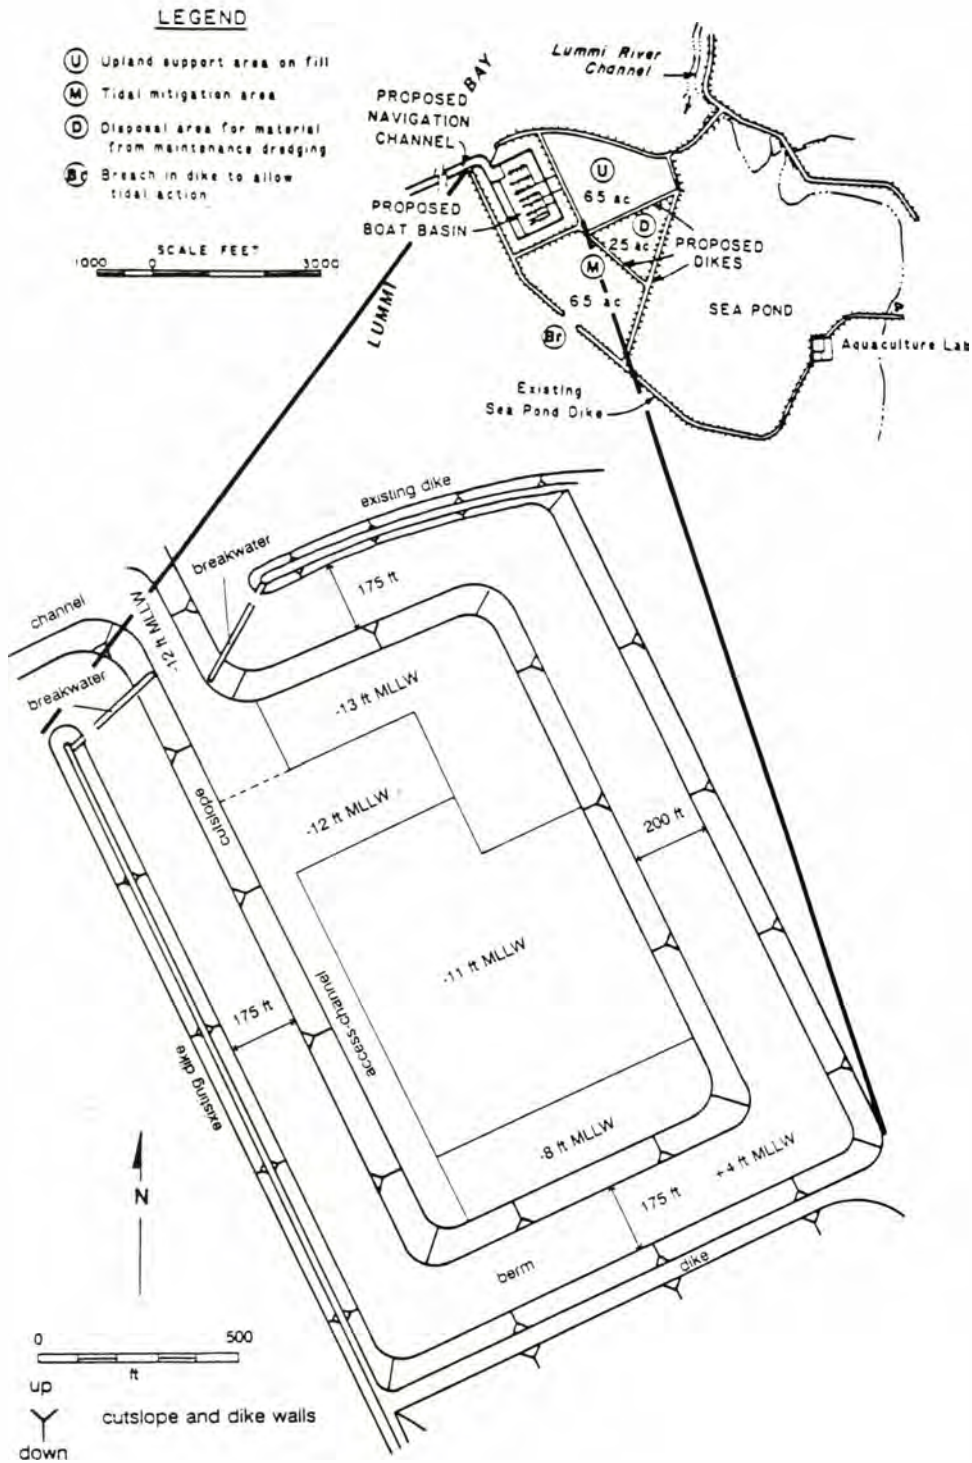 LEGEND
U Upland support area on fill
M Tidal mitigation area
D Disposal area for material
from maintenance dredging
Br Breach in dike to allow
tidal action
SCALE FEET
1000 0 3000
Lummi River
Channel
BAY
LUMMI
PROPOSED
NAVIGATION
CHANNEL
PROPOSED
BOAT BASIN
U
65 ac
D
25 ac
M
65 ac
PROPOSED
DIKES
SEA POND
Br
Aquaculture Lab
Existing
Sea Pond Dike
existing dike
breakwater
175 ft
channel
-12 ft MLLW
breakwater
-13 ft MLLW
cutslope
-12 ft MLLW
200 ft
-11 ft MLLW
access-channel
175 ft
existing dike
-8 ft MLLW
+4 ft MLLW
175 ft
berm
dike
N
0 500
ft
up
cutslope and dike walls
down